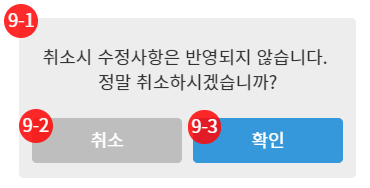 9-1
취소시 수정사항은 반영되지 않습니다.
정말 취소하시겠습니까?
9-2
취소
9-3
확인